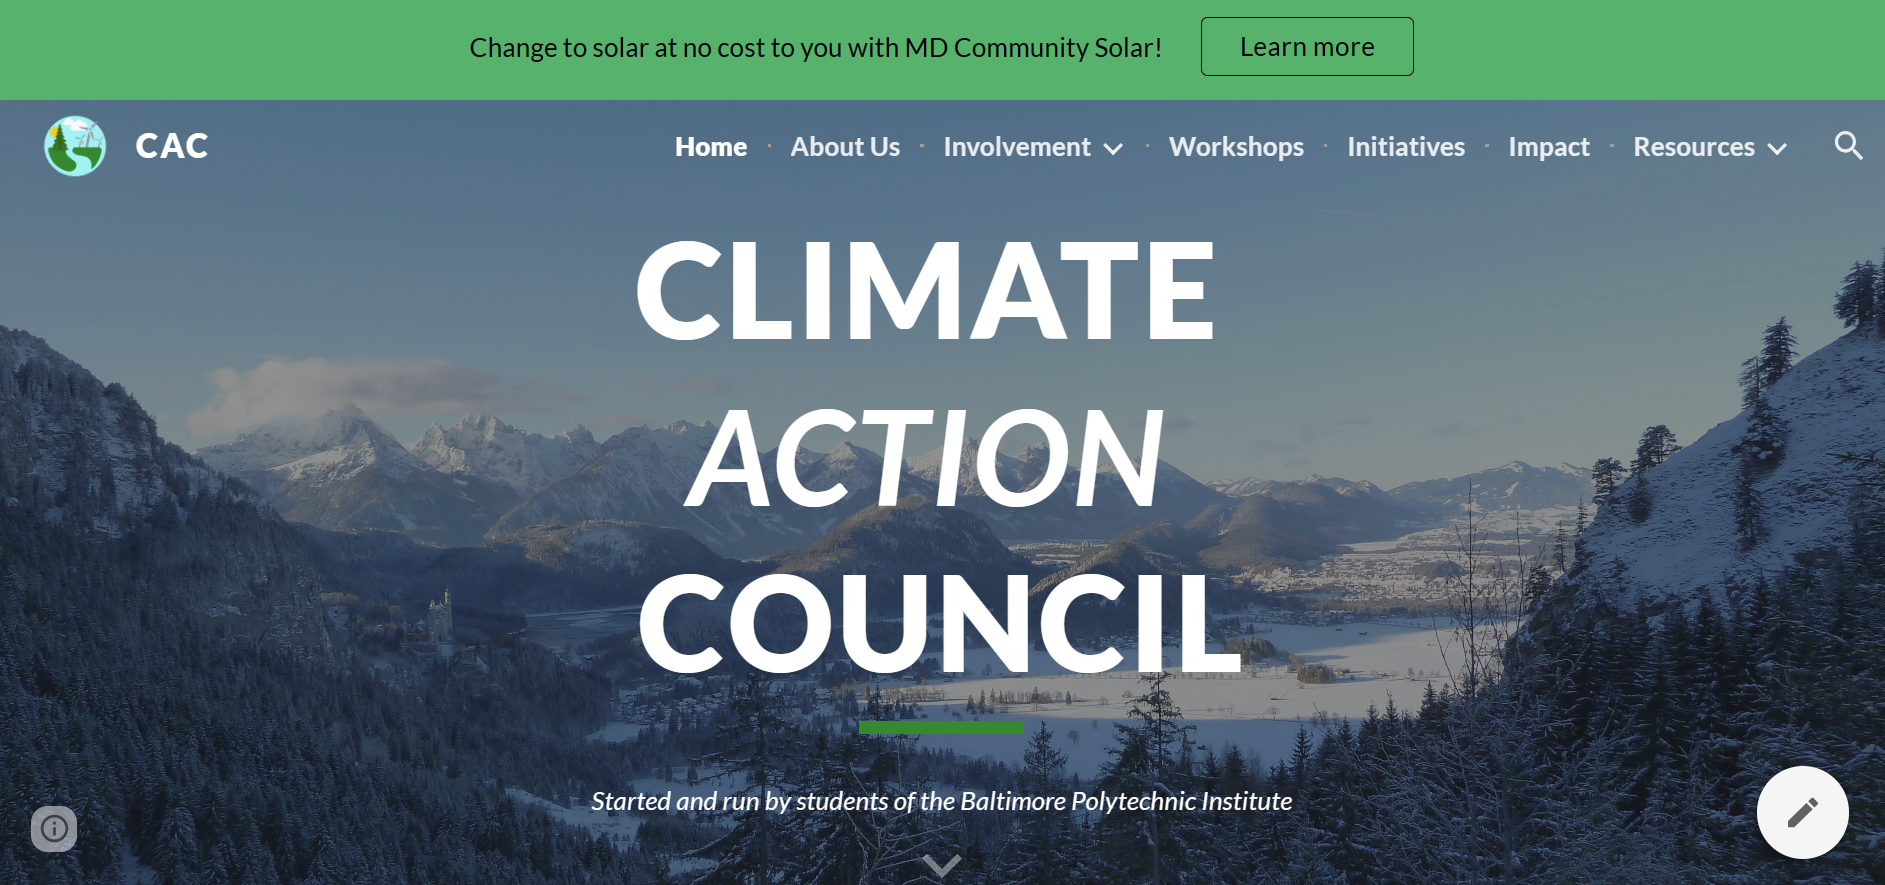 Change to solar at no cost to you with MD Community Solar! Learn more
CAC Home · About Us · Involvement · Workshops · Initiatives · Impact · Resources
CLIMATE
ACTION
COUNCIL
Started and run by students of the Baltimore Polytechnic Institute